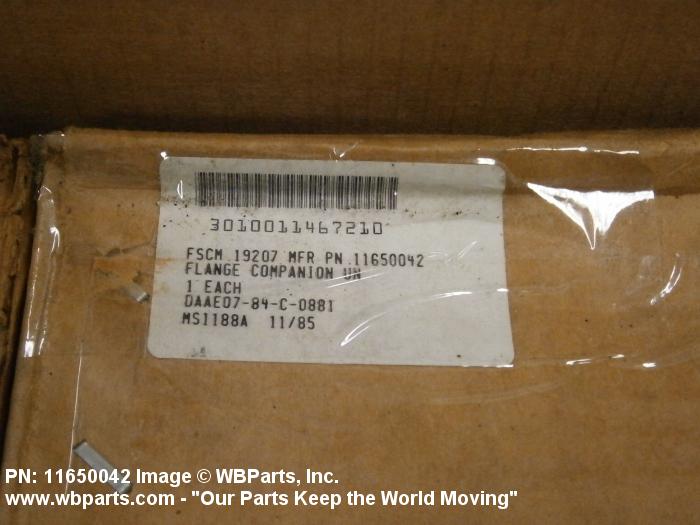 3010011467210
FSCM 19207 MFR PN 11650042
FLANGE COMPANION UN
1 EACH
DAAE07-84-C-0881
MS1188A 11/85
PN: 11650042 Image © WBParts, Inc.
www.wbparts.com - "Our Parts Keep the World Moving"